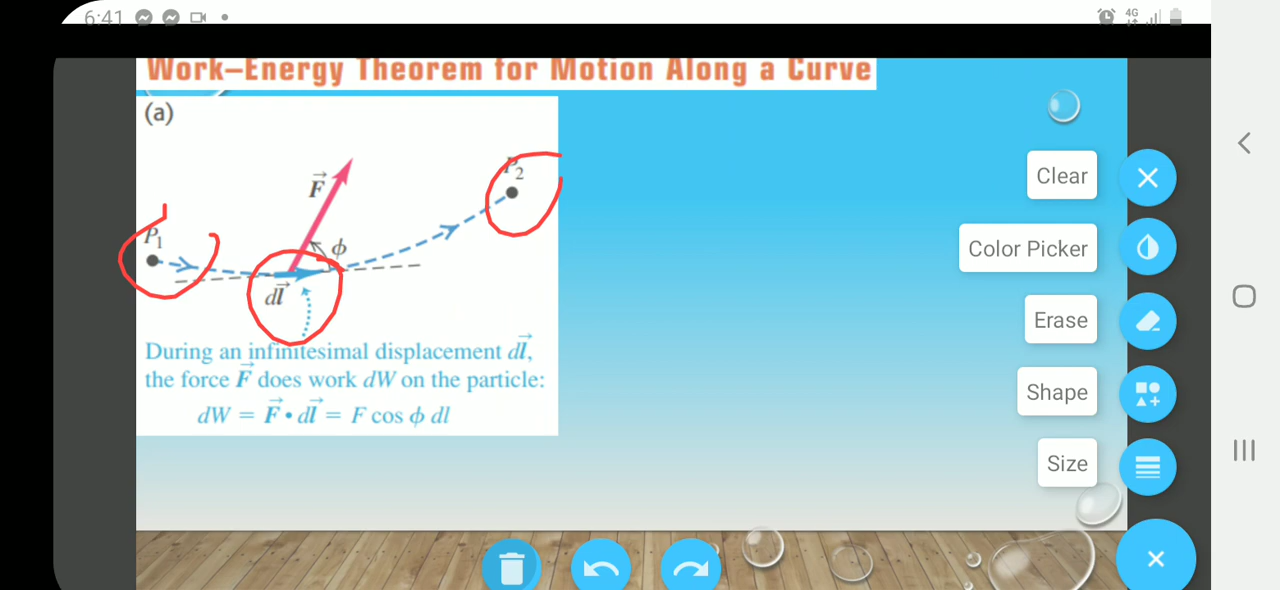 6:41
4G
Work–Energy Theorem for Motion Along a Curve
(a)
F⃗
P₂
P₁
ϕ
dl⃗
During an infinitesimal displacement dl⃗,
the force F⃗ does work dW on the particle:
dW = F⃗ • dl⃗ = F cos ϕ dl
Clear
Color Picker
Erase
Shape
Size